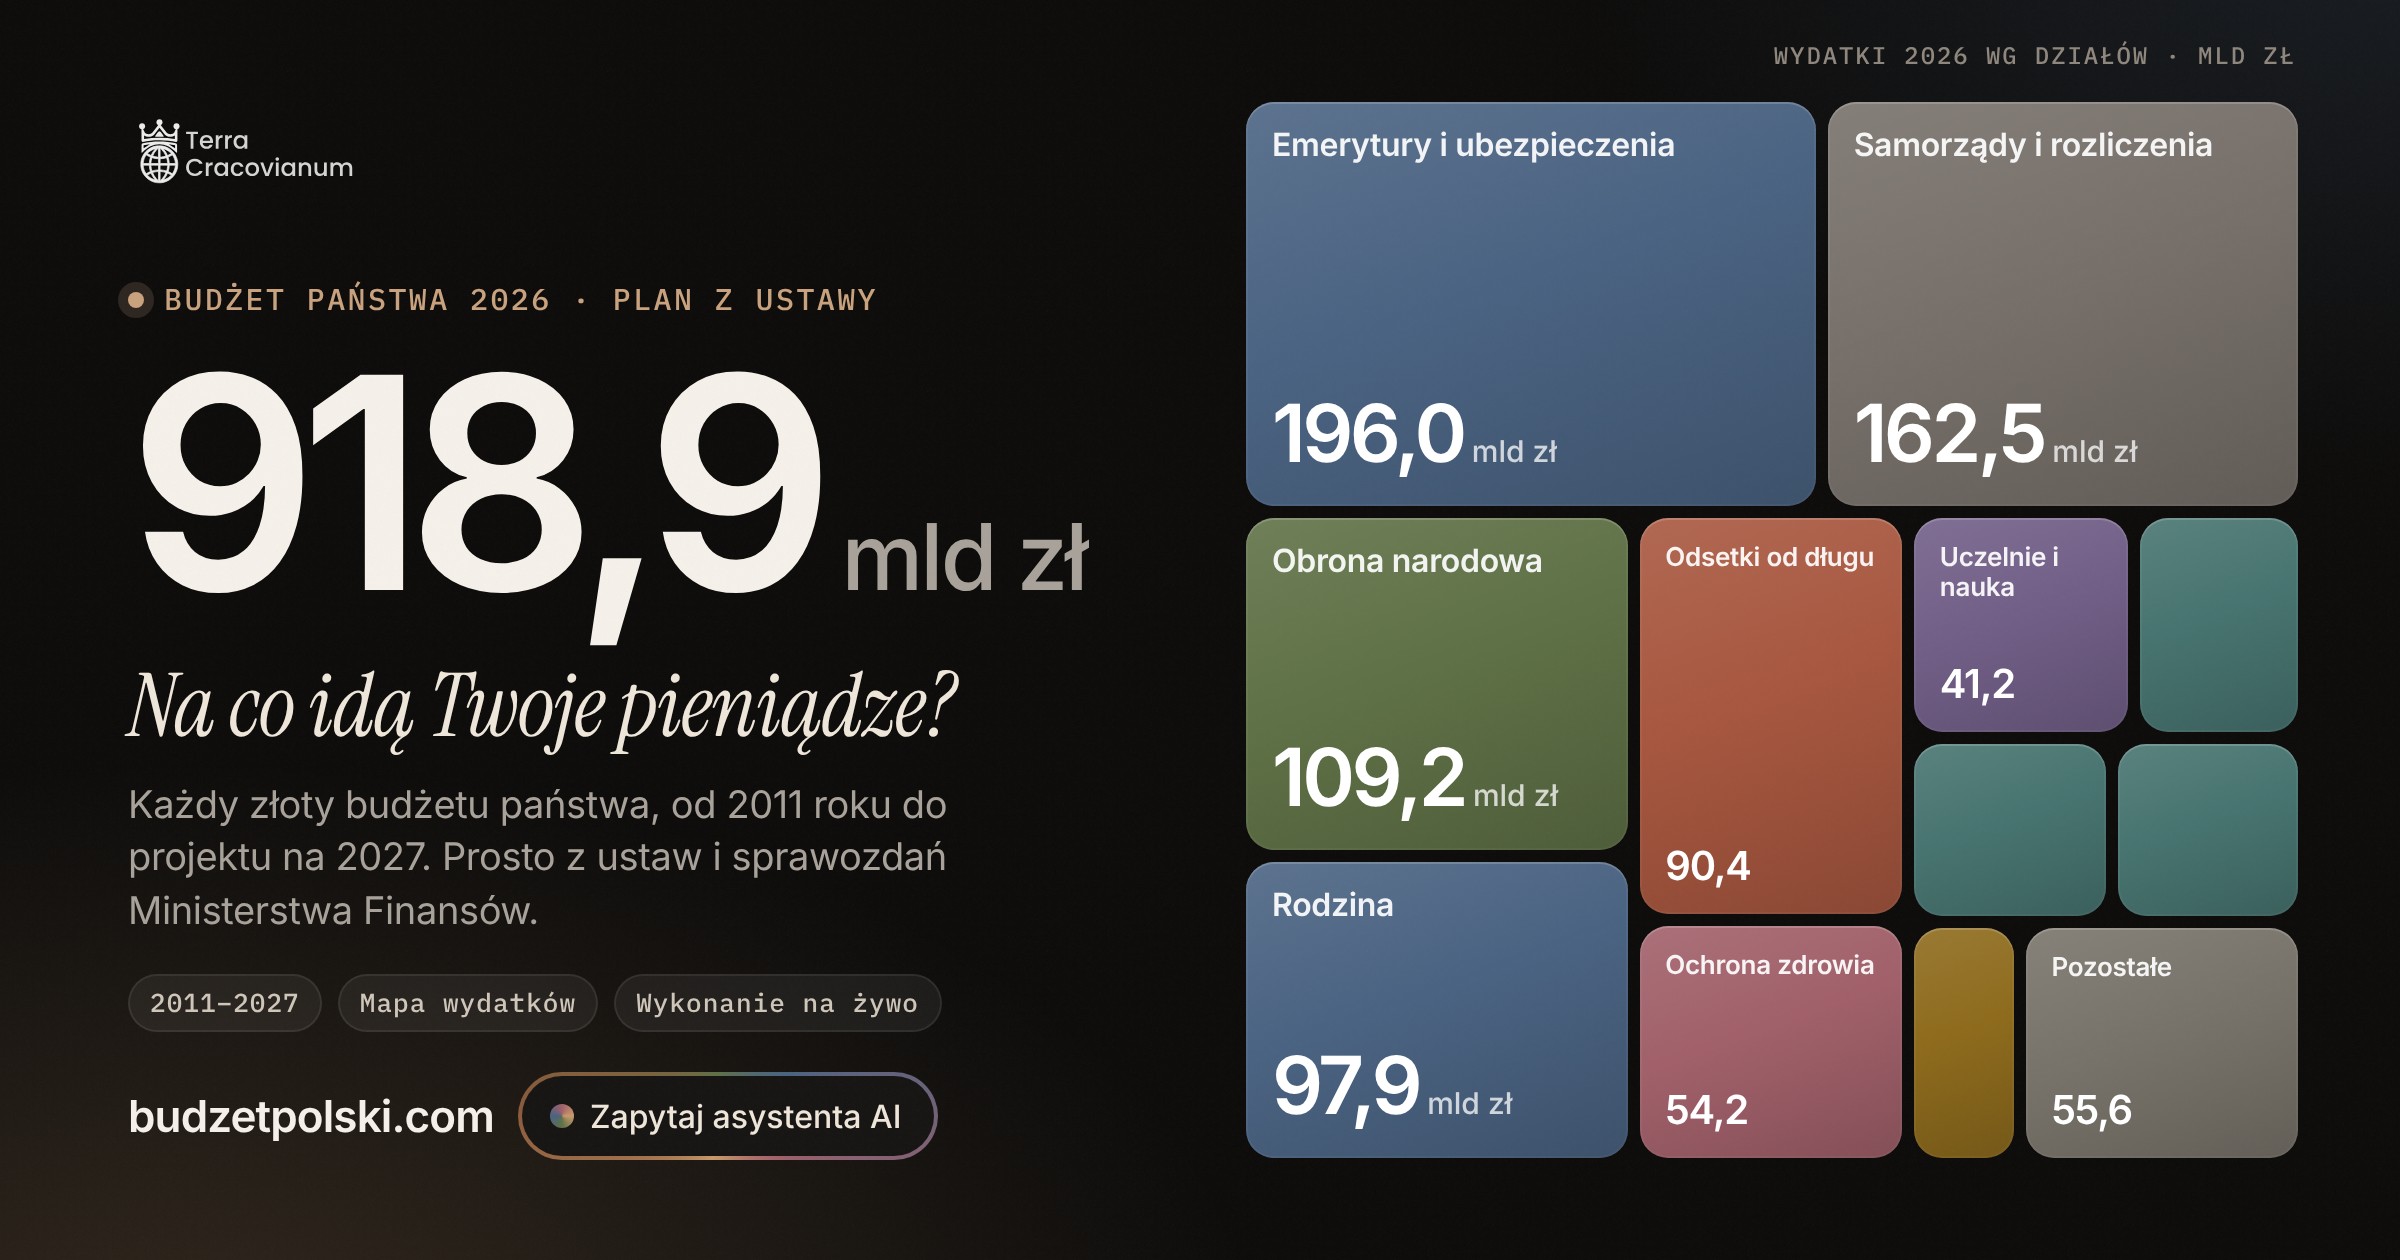 WYDATKI 2026 WG DZIAŁÓW · MLD ZŁ
Terra
Cracovianum
BUDŻET PAŃSTWA 2026 · PLAN Z USTAWY
918,9 mld zł
Na co idą Twoje pieniądze?
Każdy złoty budżetu państwa, od 2011 roku do
projektu na 2027. Prosto z ustaw i sprawozdań
Ministerstwa Finansów.
2011–2027
Mapa wydatków
Wykonanie na żywo
budzetpolski.com
Zapytaj asystenta AI
Emerytury i ubezpieczenia
196,0 mld zł
Samorządy i rozliczenia
162,5 mld zł
Obrona narodowa
109,2 mld zł
Odsetki od długu
90,4
Uczelnie i
nauka
41,2
Rodzina
97,9 mld zł
Ochrona zdrowia
54,2
Pozostałe
55,6